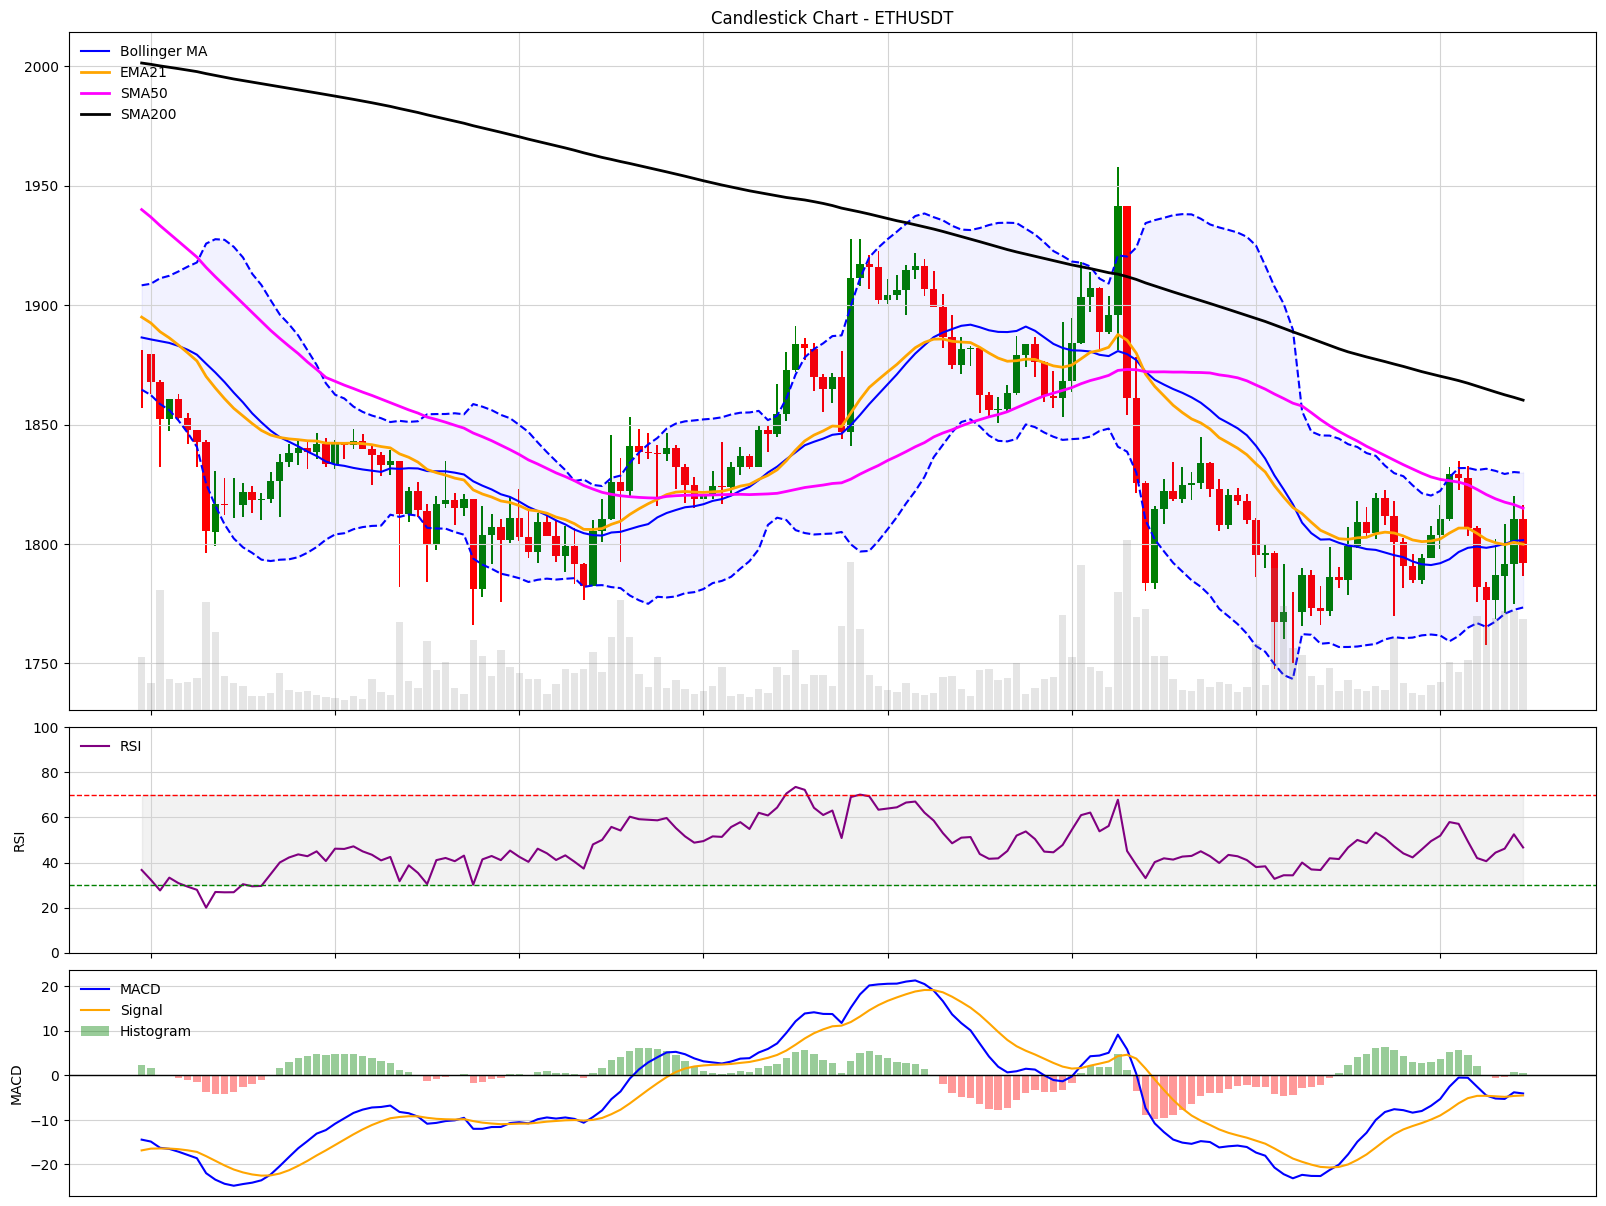 Candlestick Chart - ETHUSDT
Bollinger MA
EMA21
SMA50
SMA200
2000
1950
1900
1850
1800
1750
RSI
100
80
60
40
20
0
RSI
MACD
Signal
Histogram
20
10
0
−10
−20
MACD